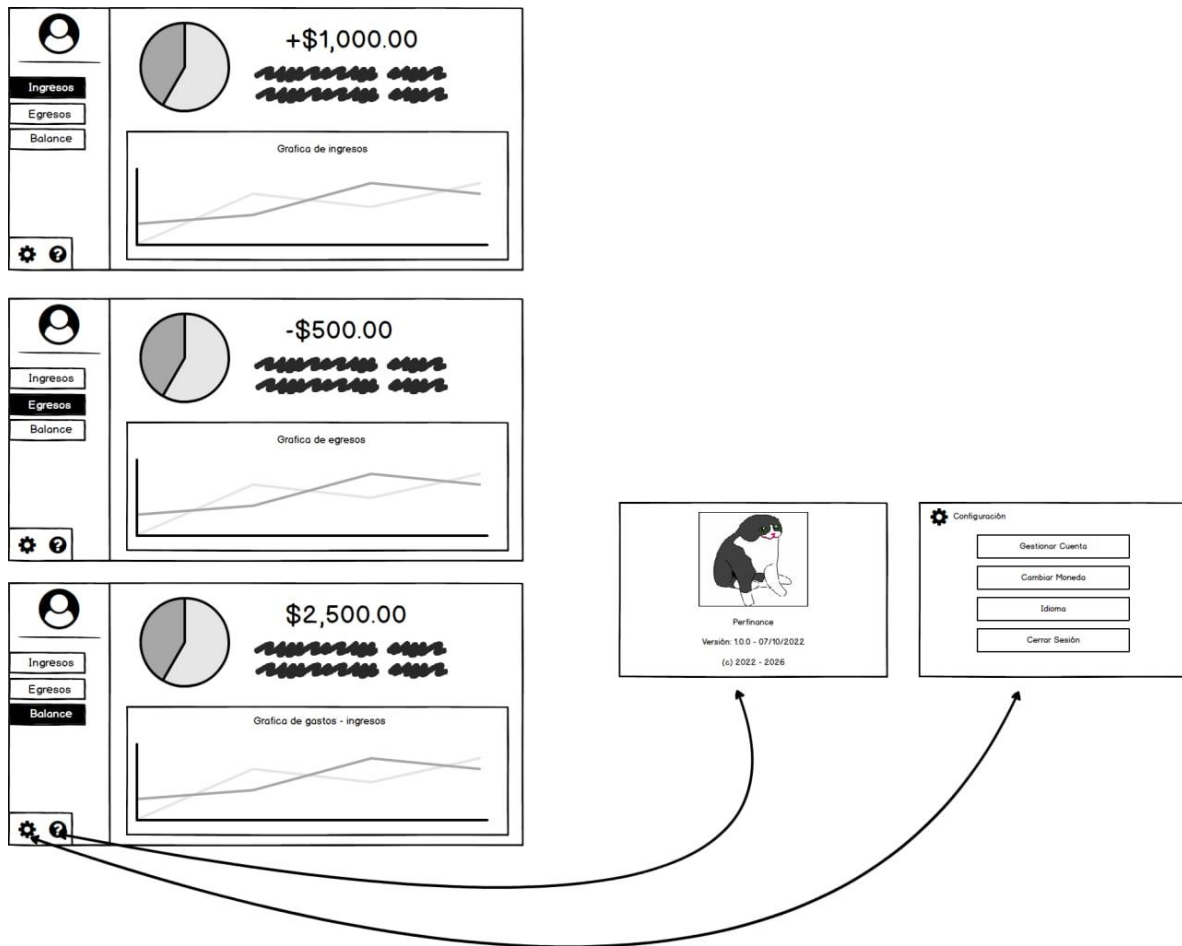 +$1,000.00
Ingresos
Egresos
Balance
Grafica de ingresos
-$500.00
Ingresos
Egresos
Balance
Grafica de egresos
$2,500.00
Ingresos
Egresos
Balance
Grafica de gastos - ingresos
Perfinance
Versión: 1.0.0 - 07/10/2022
(c) 2022 - 2026
Configuración
Gestionar Cuenta
Cambiar Moneda
Idioma
Cerrar Sesión